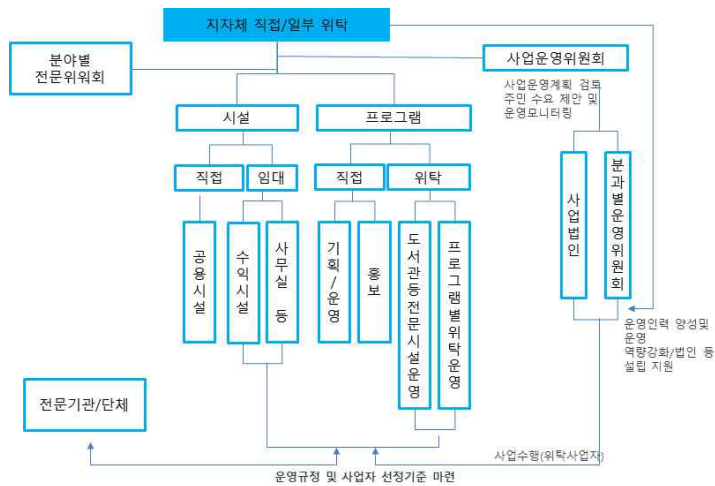 지자체 직접/일부 위탁
분야별
전문위워회
사업운영위원회
사업운영계획 검토
주민 수요 제안 및
운영모니터링
시설
프로그램
직접
임대
직접
위탁
공용시설
수익시설
사무실 등
기획/운영
홍보
도서관등전문시설운영
프로그램별위탁운영
사업법인
분과별운영위원회
운영인력 양성및
운영
역량강화/법인 등
설립 지원
전문기관/단체
사업수행(위탁사업자)
운영규정 및 사업자 선정기준 마련